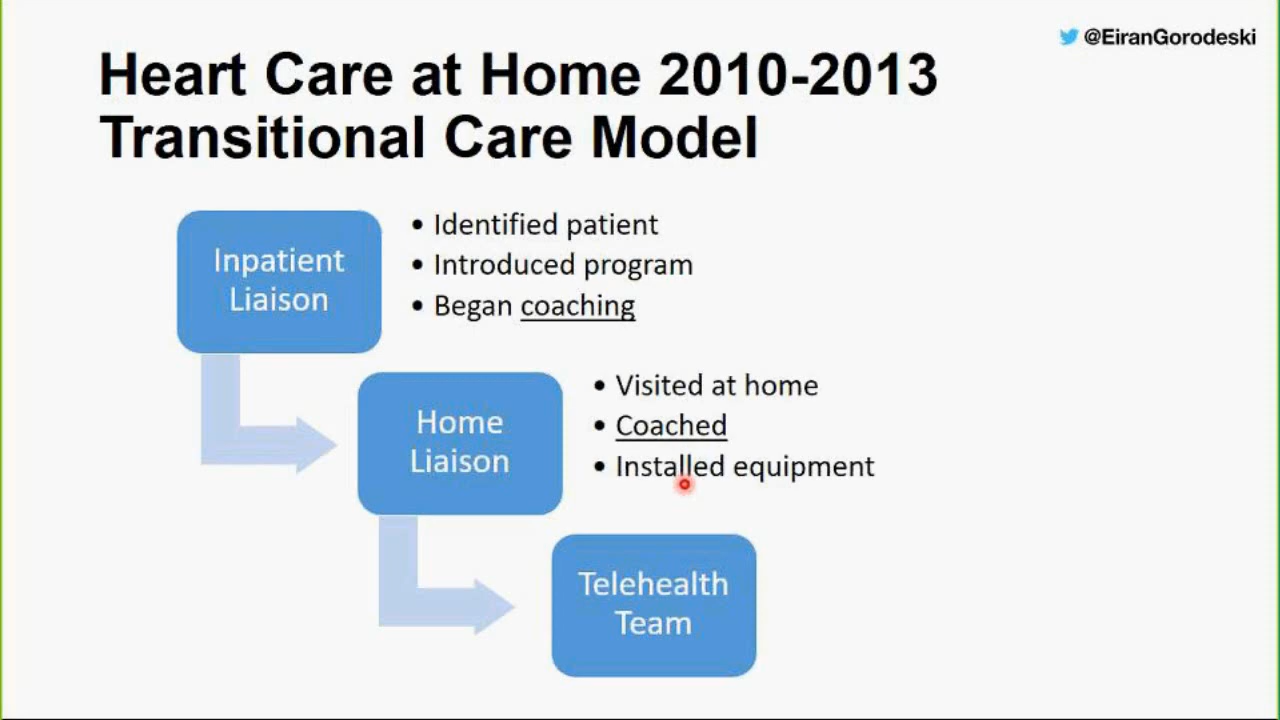 @EiranGorodeski
Heart Care at Home 2010-2013
Transitional Care Model
Inpatient
Liaison
• Identified patient
• Introduced program
• Began coaching
Home
Liaison
• Visited at home
• Coached
• Installed equipment
Telehealth
Team